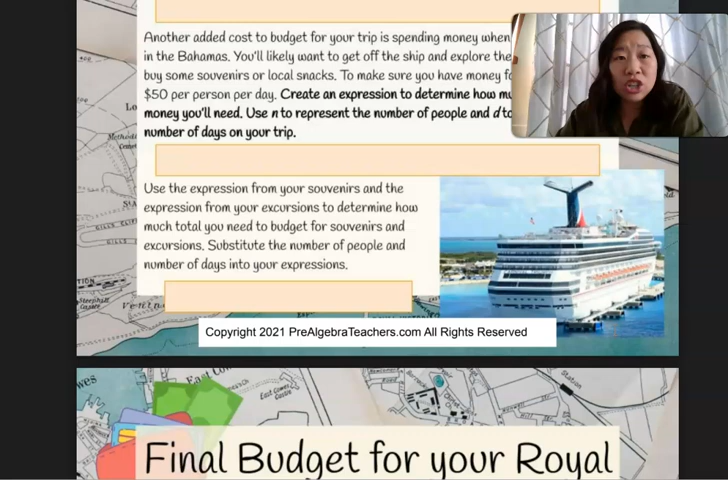 Another added cost to budget for your trip is spending money when
in the Bahamas. You'll likely want to get off the ship and explore the
buy some souvenirs or local snacks. To make sure you have money
$50 per person per day. Create an expression to determine how
money you'll need. Use n to represent the number of people and d to
number of days on your trip.
Use the expression from your souvenirs and the
expression from your excursions to determine how
much total you need to budget for souvenirs and
excursions. Substitute the number of people and
number of days into your expressions.
Copyright 2021 PreAlgebraTeachers.com All Rights Reserved
East Cowes
Castle
Station
Final Budget for your Royal